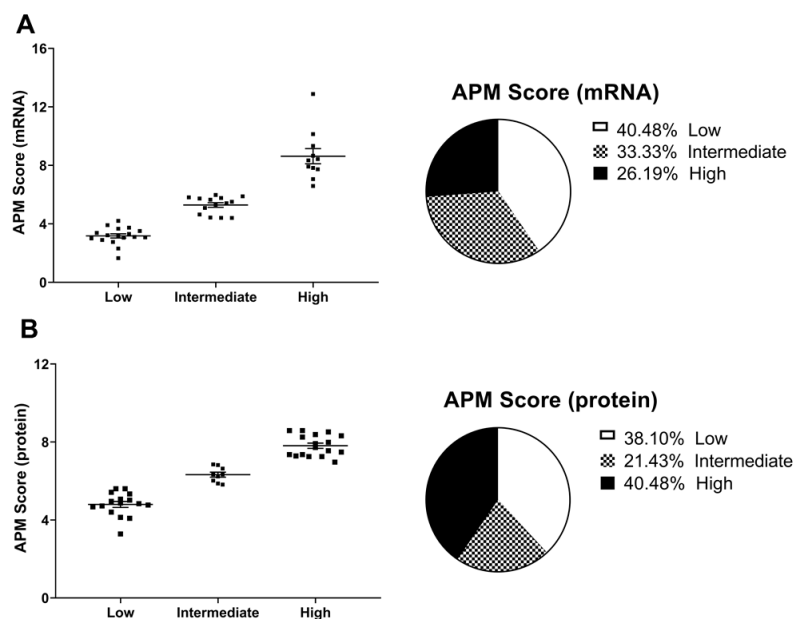 A
16
12
8
4
0
APM Score (mRNA)
Low Intermediate High
APM Score (mRNA)
40.48% Low
33.33% Intermediate
26.19% High
B
12
8
4
0
APM Score (protein)
Low Intermediate High
APM Score (protein)
38.10% Low
21.43% Intermediate
40.48% High